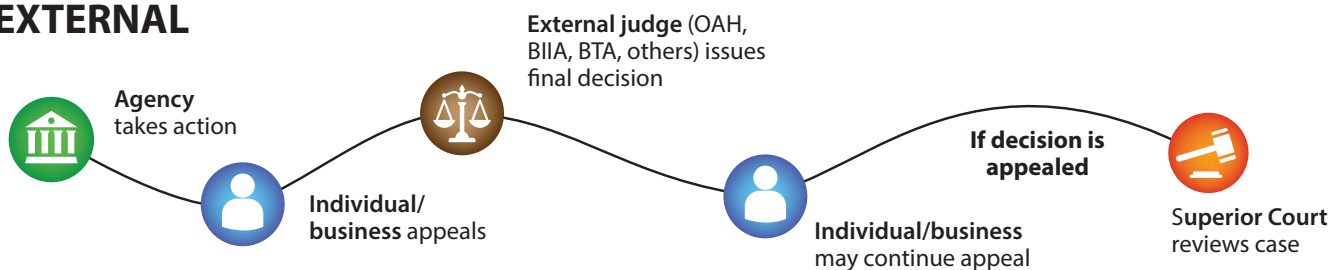 EXTERNAL
Agency
takes action
Individual/
business appeals
External judge (OAH,
BIIA, BTA, others) issues
final decision
Individual/business
may continue appeal
If decision is
appealed
Superior Court
reviews case